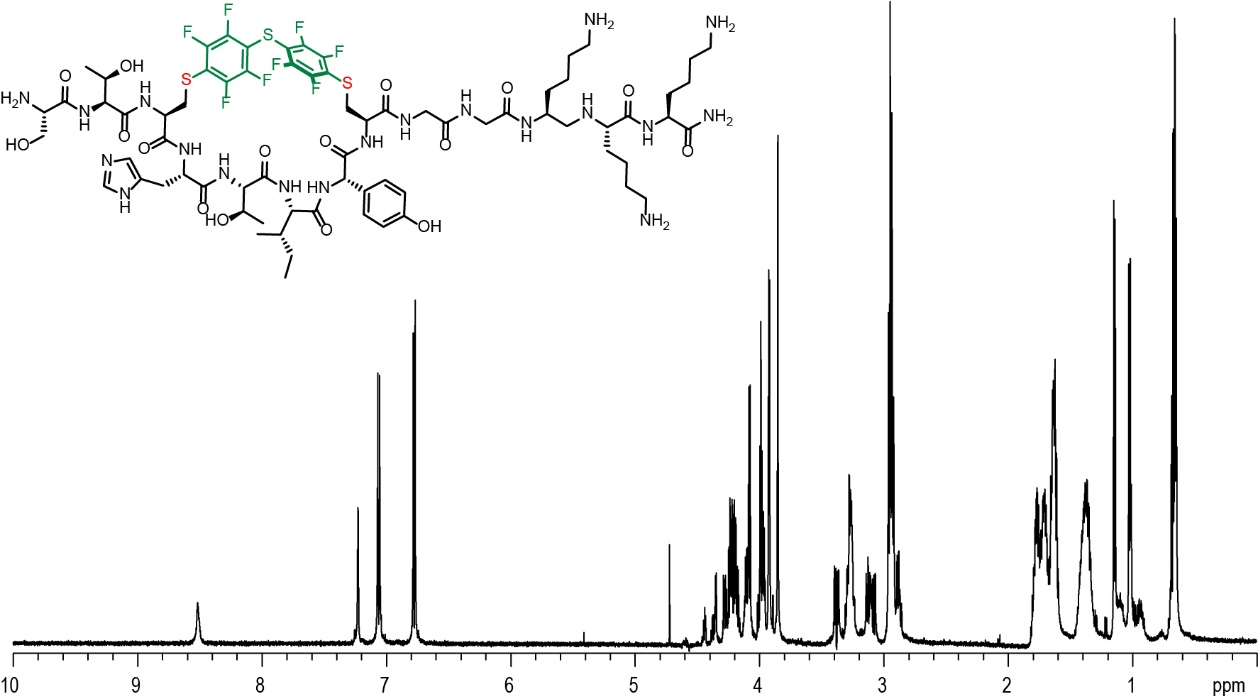 F
NH₂ NH₂
F S F
F
OH F
O S F S
F O O O
H₂N H N F H N H N
N H O N H O N H N H NH₂
HO O NH O NH O
N H N O NH HN
N H O HO O OH NH₂
10 9 8 7 6 5 4 3 2 1 ppm